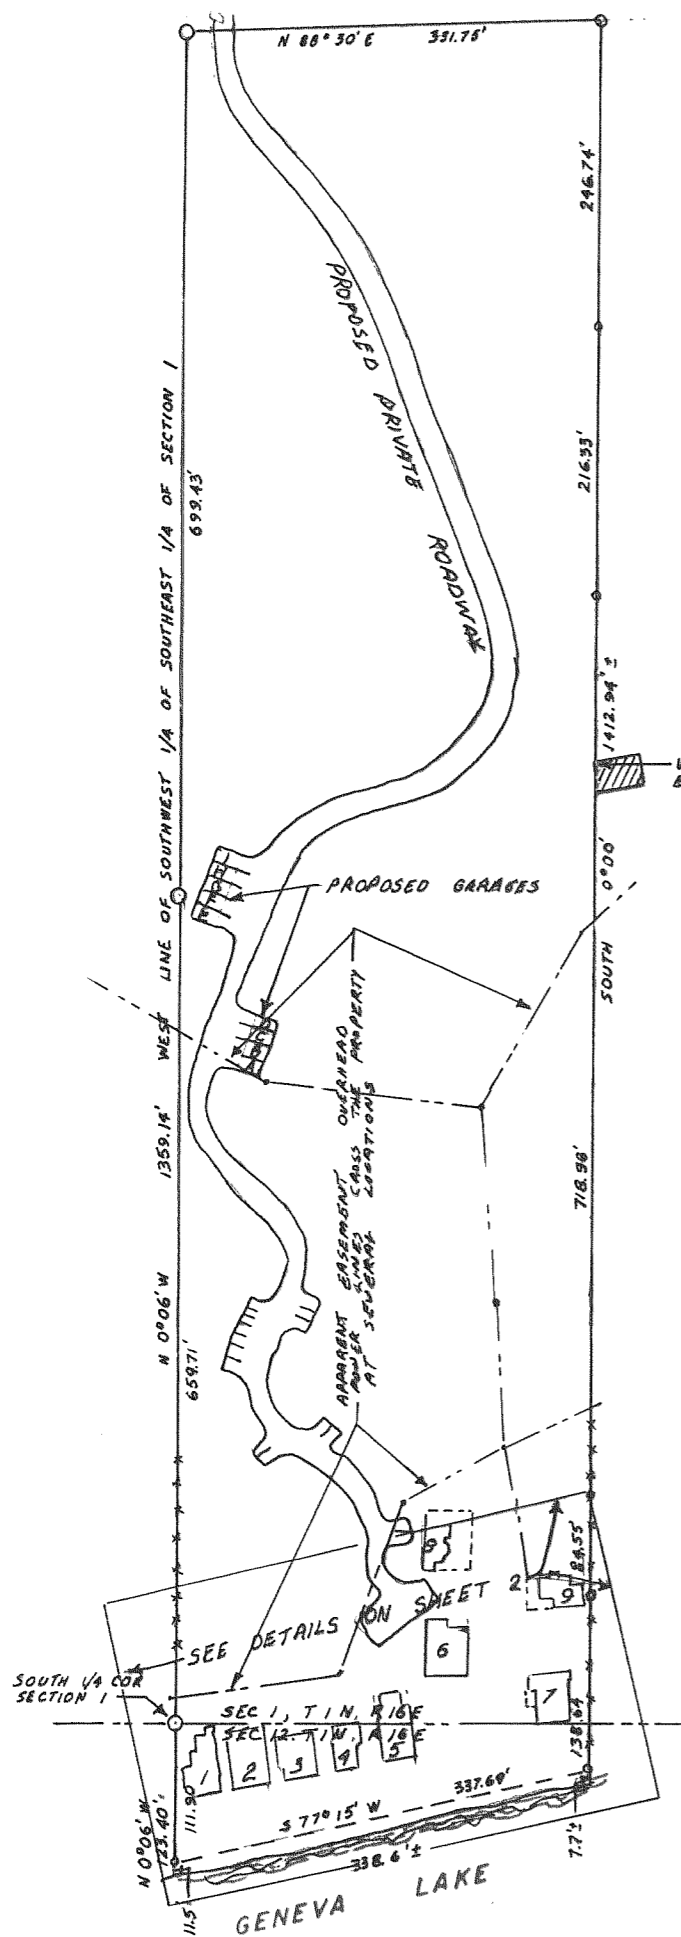 N 88° 30' E 331.75'
246.74'
PROPOSED PRIVATE ROADWAY
216.33'
WEST LINE OF SOUTHWEST 1/4 OF SOUTHEAST 1/4 OF SECTION 1
699.43'
1412.94' ±
SOUTH 0°00'
PROPOSED GARAGES
N 0°06' W 1359.14'
718.98'
APPARENT EASEMENT OVERHEAD
POWER LINES CROSS THE PROPERTY
AT SEVERAL LOCATIONS
659.71'
84.55
8
9
SEE DETAILS ON SHEET 2
6
7
SOUTH 1/4 COR
SECTION 1
SEC 1, T 1 N, R 16 E
SEC 12, T 1 N, R 16 E
138.64
1
2
3
4
5
N 0°06' W
123.40'
111.90
S 77° 15' W 337.69'
338.6' ±
7.7' ±
11.5
GENEVA LAKE